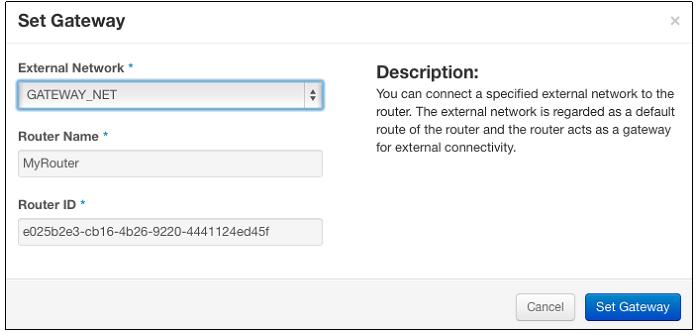 Set Gateway
×
External Network *
GATEWAY_NET
Router Name *
MyRouter
Router ID *
e025b2e3-cb16-4b26-9220-4441124ed45f
Description:
You can connect a specified external network to the
router. The external network is regarded as a default
route of the router and the router acts as a gateway
for external connectivity.
Cancel
Set Gateway